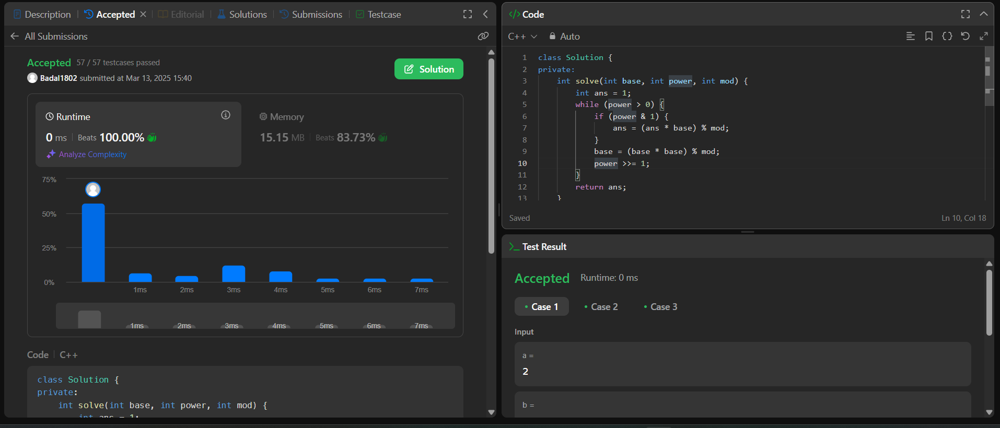 Description | Accepted | Editorial | Solutions | Submissions | Testcase
All Submissions
Accepted 57 / 57 testcases passed
Badal1802 submitted at Mar 13, 2025 15:40
Solution
Runtime
0 ms | Beats 100.00%
Analyze Complexity
Memory
15.15 MB | Beats 83.73%
75%
50%
25%
0%
1ms 2ms 3ms 4ms 5ms 6ms 7ms
1ms 2ms 3ms 4ms 5ms 6ms 7ms
Code | C++
class Solution {
private:
    int solve(int base, int power, int mod) {
        int ans = 1;
</> Code
C++ Auto
1 class Solution {
2 private:
3     int solve(int base, int power, int mod) {
4         int ans = 1;
5         while (power > 0) {
6             if (power & 1) {
7                 ans = (ans * base) % mod;
8             }
9             base = (base * base) % mod;
10             power >>= 1;
11         }
12         return ans;
13     }
Saved
Ln 10, Col 18
>_ Test Result
Accepted Runtime: 0 ms
• Case 1 • Case 2 • Case 3
Input
a =
2
b =